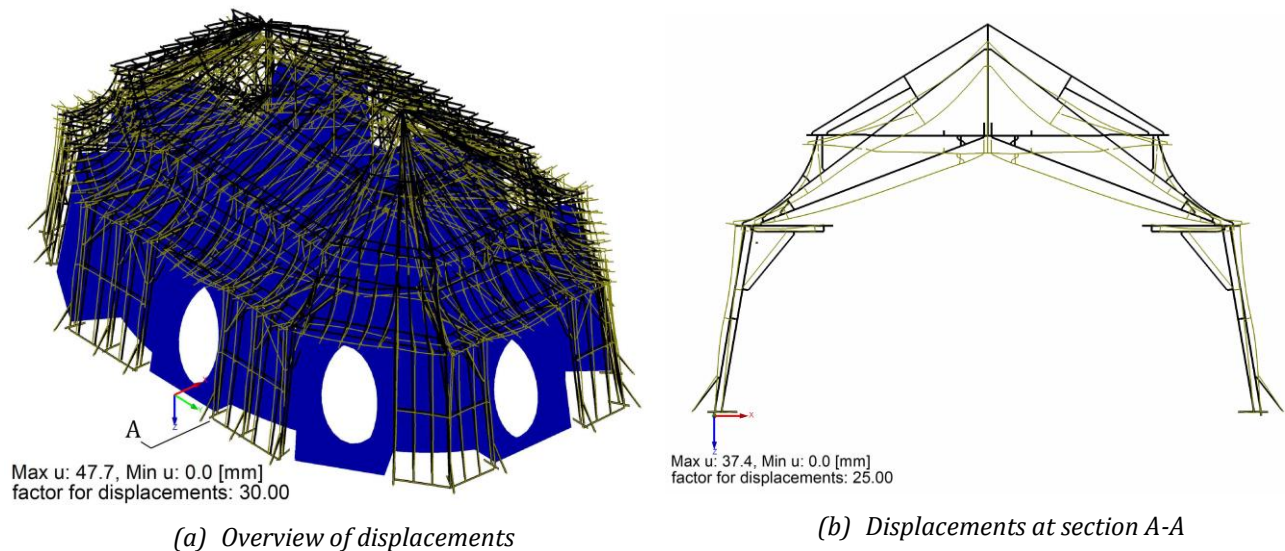 A
Z
Max u: 47.7, Min u: 0.0 [mm]
factor for displacements: 30.00
(a) Overview of displacements
x
Z
Max u: 37.4, Min u: 0.0 [mm]
factor for displacements: 25.00
(b) Displacements at section A-A